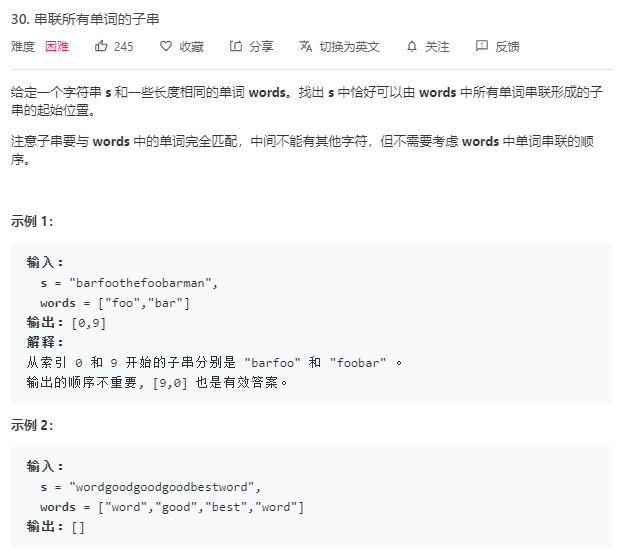 30. 串联所有单词的子串
难度 困难 245 收藏 分享 切换为英文 关注 反馈
给定一个字符串 s 和一些长度相同的单词 words。找出 s 中恰好可以由 words 中所有单词串联形成的子
串的起始位置。
注意子串要与 words 中的单词完全匹配，中间不能有其他字符，但不需要考虑 words 中单词串联的顺
序。
示例 1：
输入：
s = "barfoothefoobarman",
words = ["foo","bar"]
输出：[0,9]
解释：
从索引 0 和 9 开始的子串分别是 "barfoo" 和 "foobar" 。
输出的顺序不重要, [9,0] 也是有效答案。
示例 2：
输入：
s = "wordgoodgoodgoodbestword",
words = ["word","good","best","word"]
输出：[]